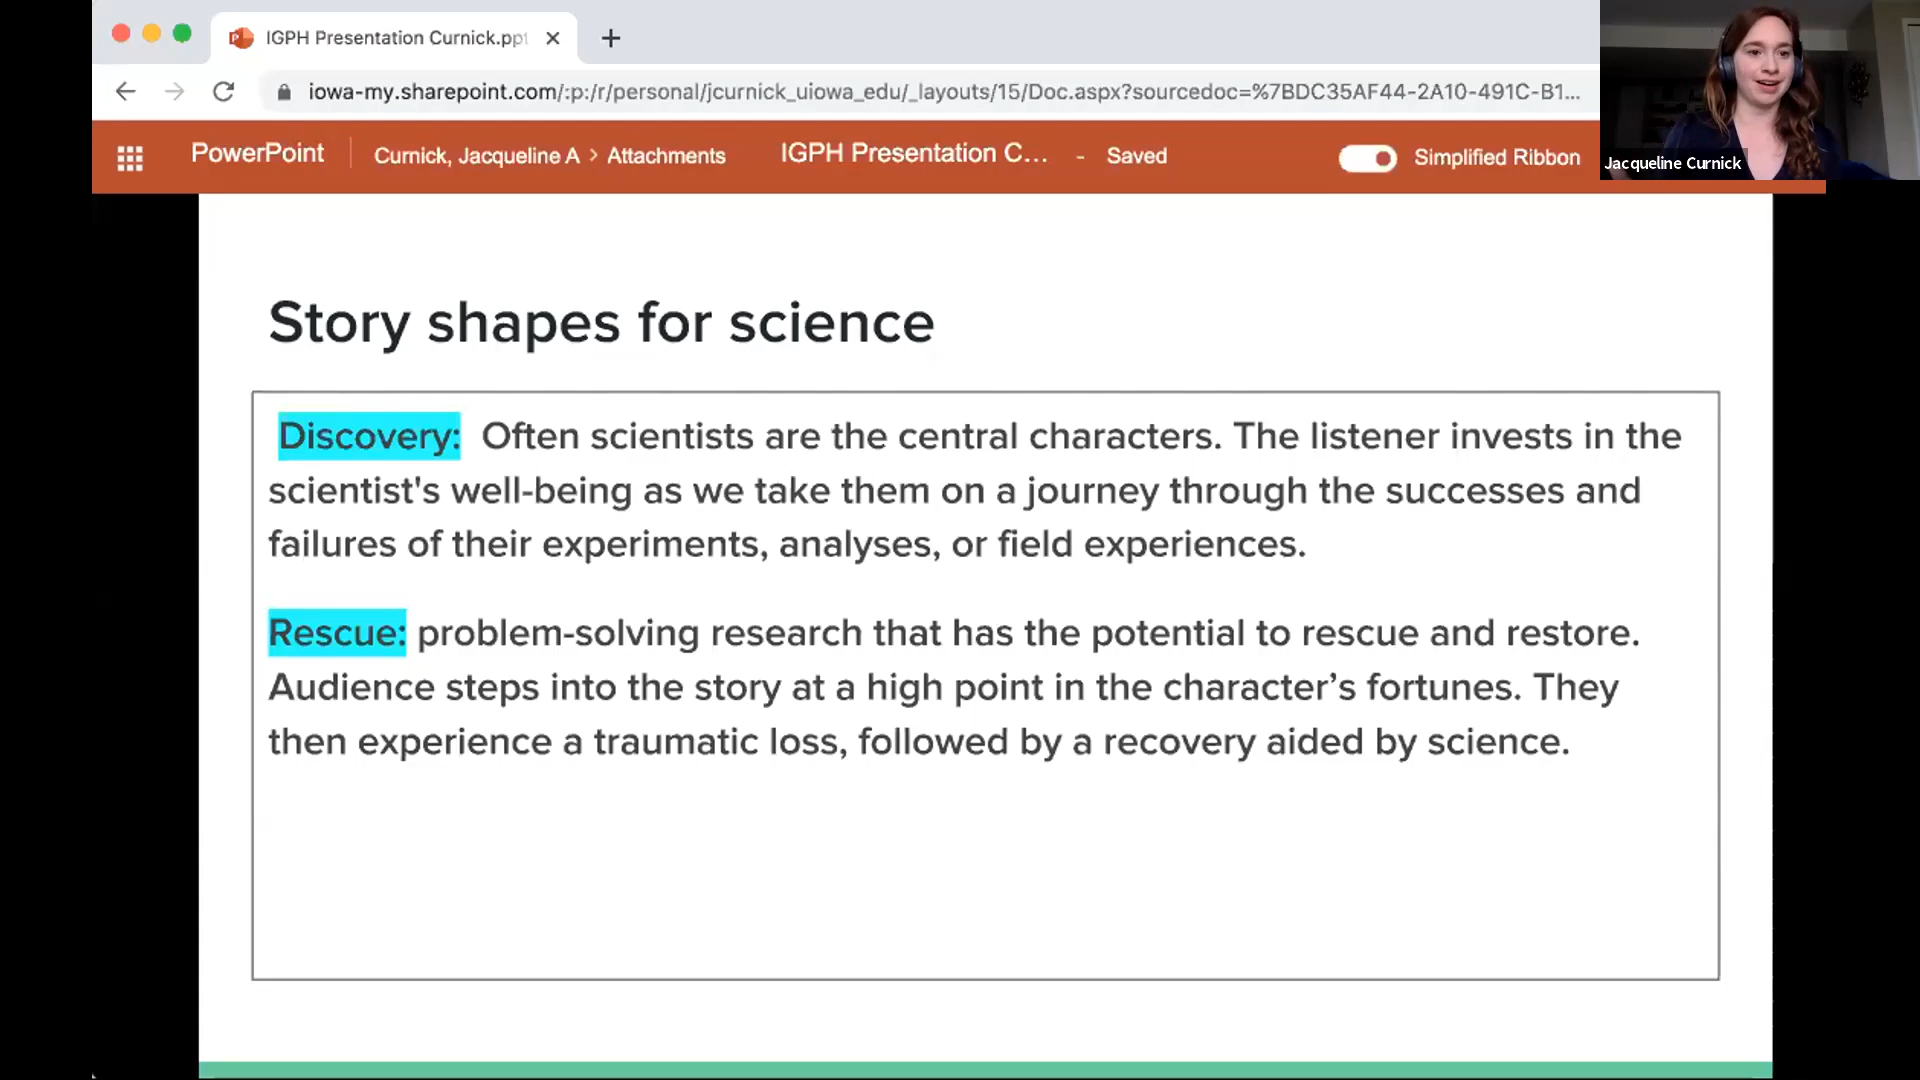 IGPH Presentation Curnick.ppt
iowa-my.sharepoint.com/:p:/r/personal/jcurnick_uiowa_edu/_layouts/15/Doc.aspx?sourcedoc=%7BDC35AF44-2A10-491C-B1...
PowerPoint Curnick, Jacqueline A > Attachments IGPH Presentation C... - Saved Simplified Ribbon
Jacqueline Curnick
Story shapes for science
Discovery: Often scientists are the central characters. The listener invests in the
scientist's well-being as we take them on a journey through the successes and
failures of their experiments, analyses, or field experiences.
Rescue: problem-solving research that has the potential to rescue and restore.
Audience steps into the story at a high point in the character’s fortunes. They
then experience a traumatic loss, followed by a recovery aided by science.